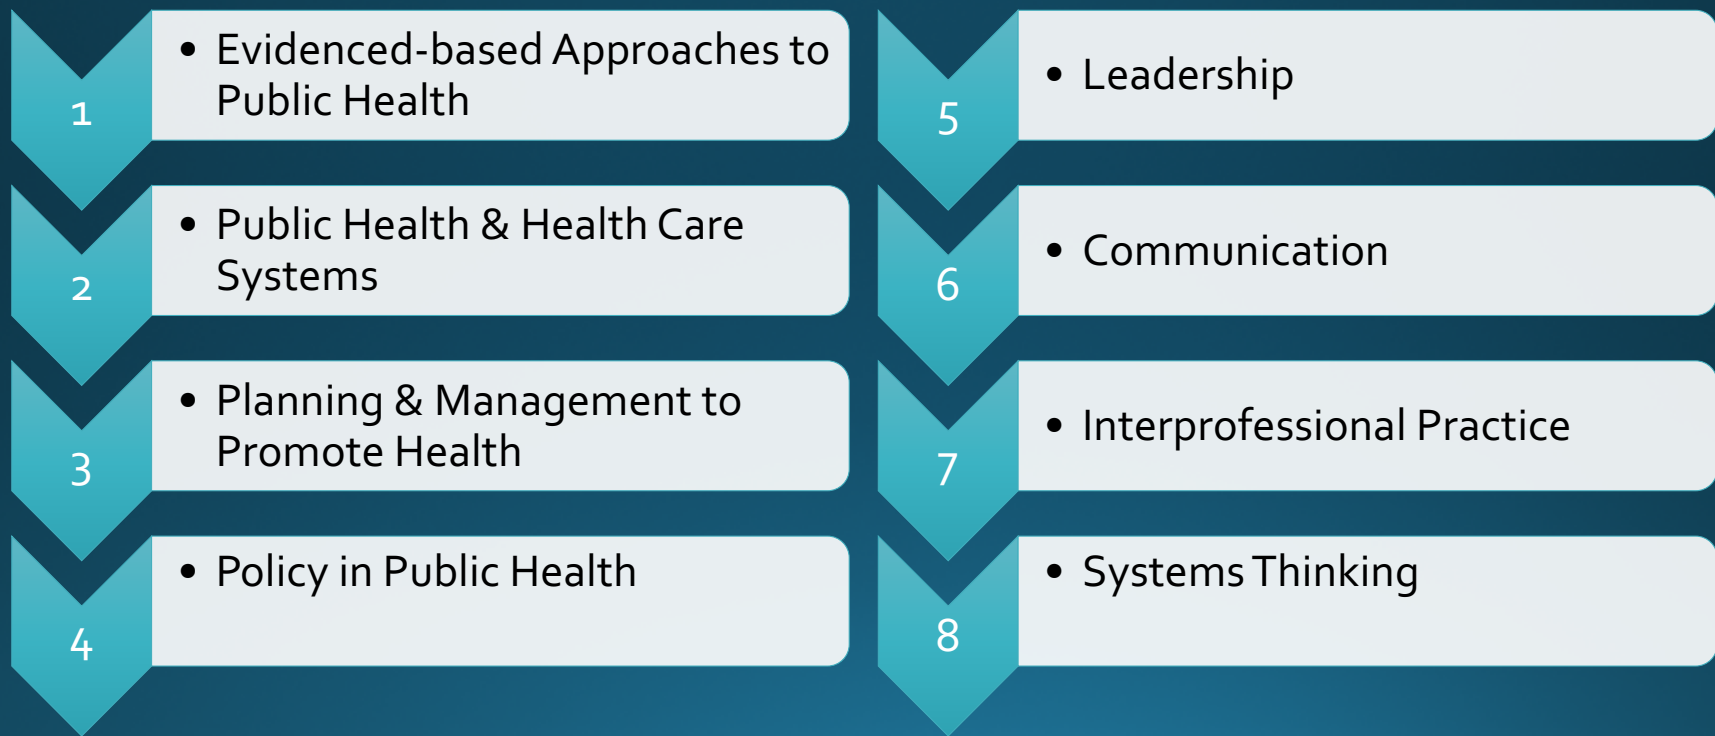 1
• Evidenced-based Approaches to
Public Health
2
• Public Health & Health Care
Systems
3
• Planning & Management to
Promote Health
4
• Policy in Public Health
5
• Leadership
6
• Communication
7
• Interprofessional Practice
8
• Systems Thinking